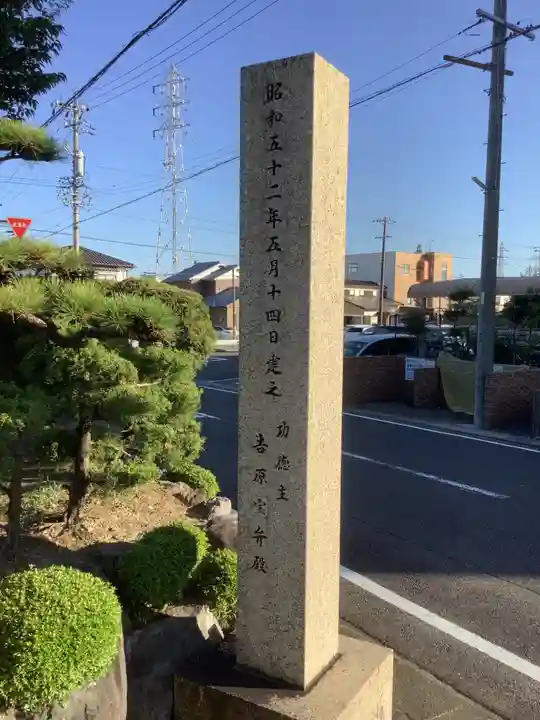 昭和五十二年五月十四日建之
功徳主
吉原宝弁殿